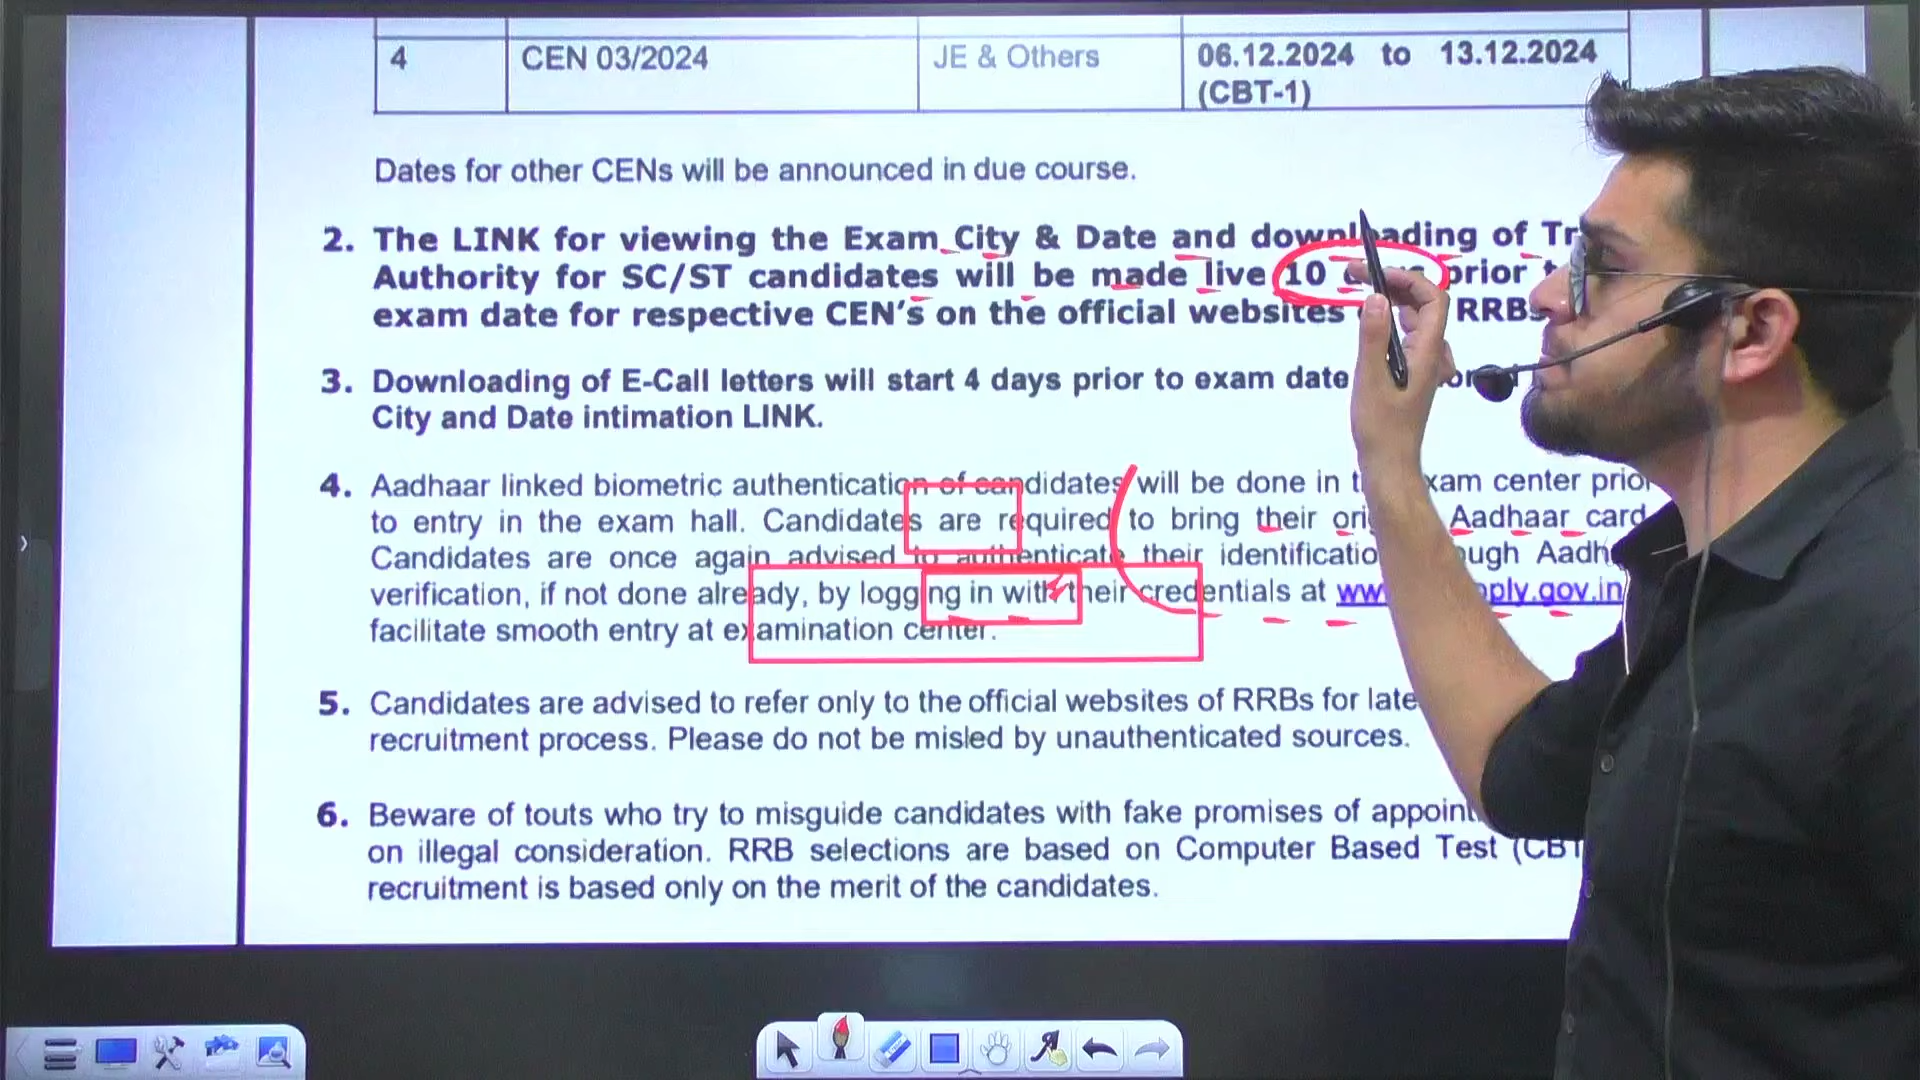 4 CEN 03/2024 JE & Others 06.12.2024 to 13.12.2024
(CBT-1)
Dates for other CENs will be announced in due course.
2. The LINK for viewing the Exam City & Date and downloading of
Authority for SC/ST candidates will be made live 10 days prior
exam date for respective CEN's on the official websites RRBs
3. Downloading of E-Call letters will start 4 days prior to exam date
City and Date intimation LINK.
4. Aadhaar linked biometric authentication of candidates will be done in exam center prior
to entry in the exam hall. Candidates are required to bring their Aadhaar card
Candidates are once again advised to authenticate their identification
verification, if not done already, by logging in with their credentials at
facilitate smooth entry at examination center.
5. Candidates are advised to refer only to the official websites of RRBs for
recruitment process. Please do not be misled by unauthenticated sources.
6. Beware of touts who try to misguide candidates with fake promises of
on illegal consideration. RRB selections are based on Computer Based Test
recruitment is based only on the merit of the candidates.